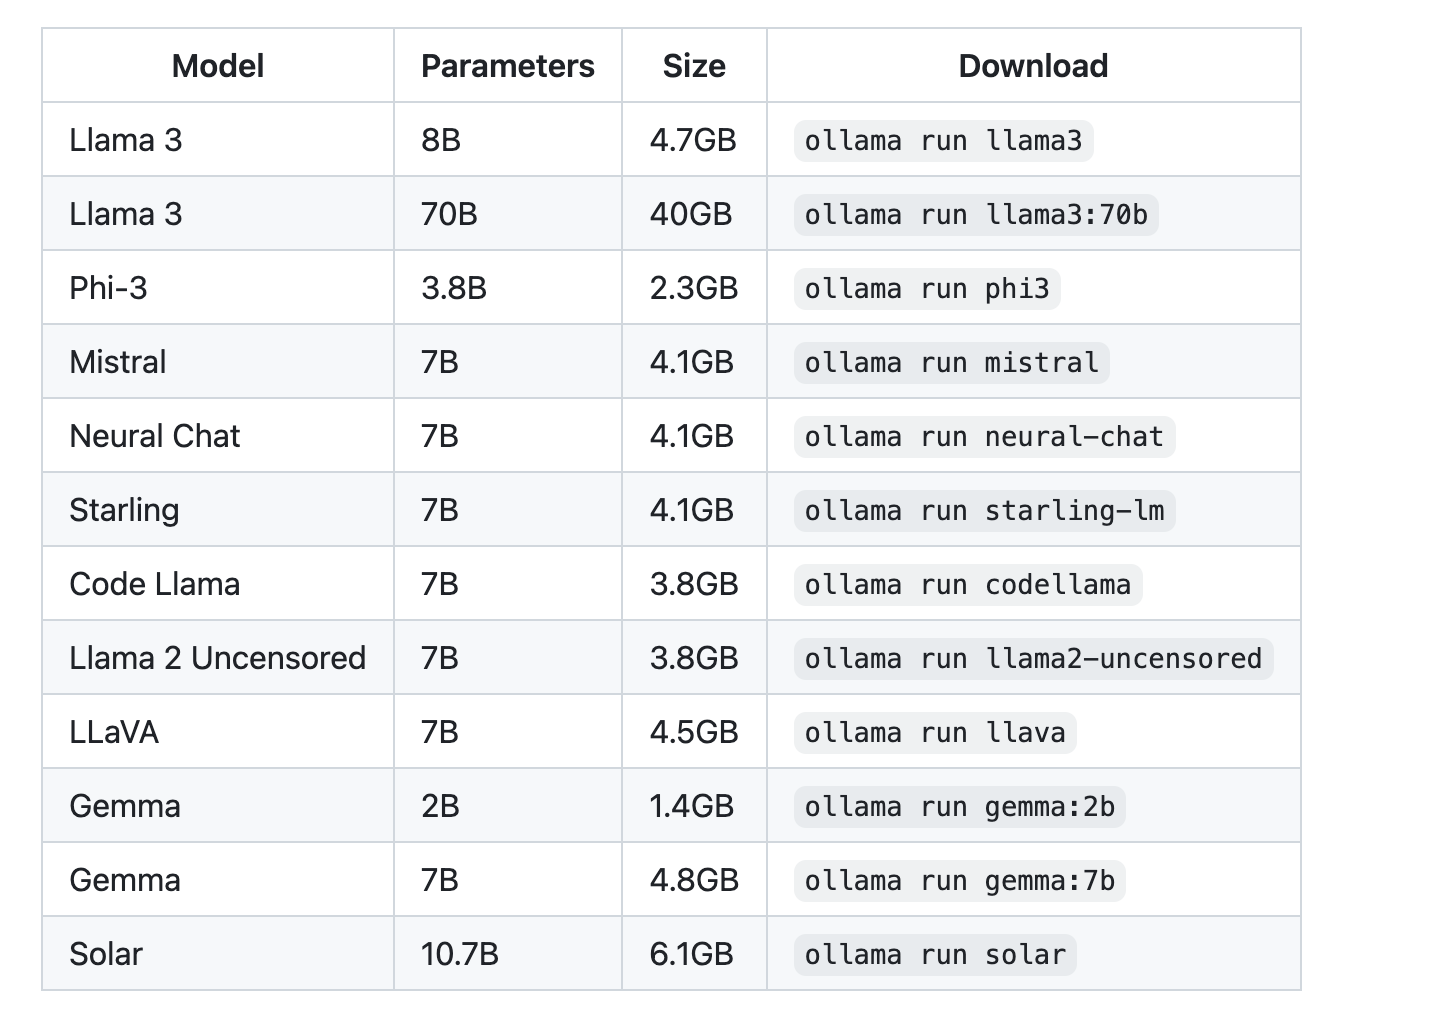 Model Parameters Size Download
Llama 3 8B 4.7GB ollama run llama3
Llama 3 70B 40GB ollama run llama3:70b
Phi-3 3.8B 2.3GB ollama run phi3
Mistral 7B 4.1GB ollama run mistral
Neural Chat 7B 4.1GB ollama run neural-chat
Starling 7B 4.1GB ollama run starling-lm
Code Llama 7B 3.8GB ollama run codellama
Llama 2 Uncensored 7B 3.8GB ollama run llama2-uncensored
LLaVA 7B 4.5GB ollama run llava
Gemma 2B 1.4GB ollama run gemma:2b
Gemma 7B 4.8GB ollama run gemma:7b
Solar 10.7B 6.1GB ollama run solar